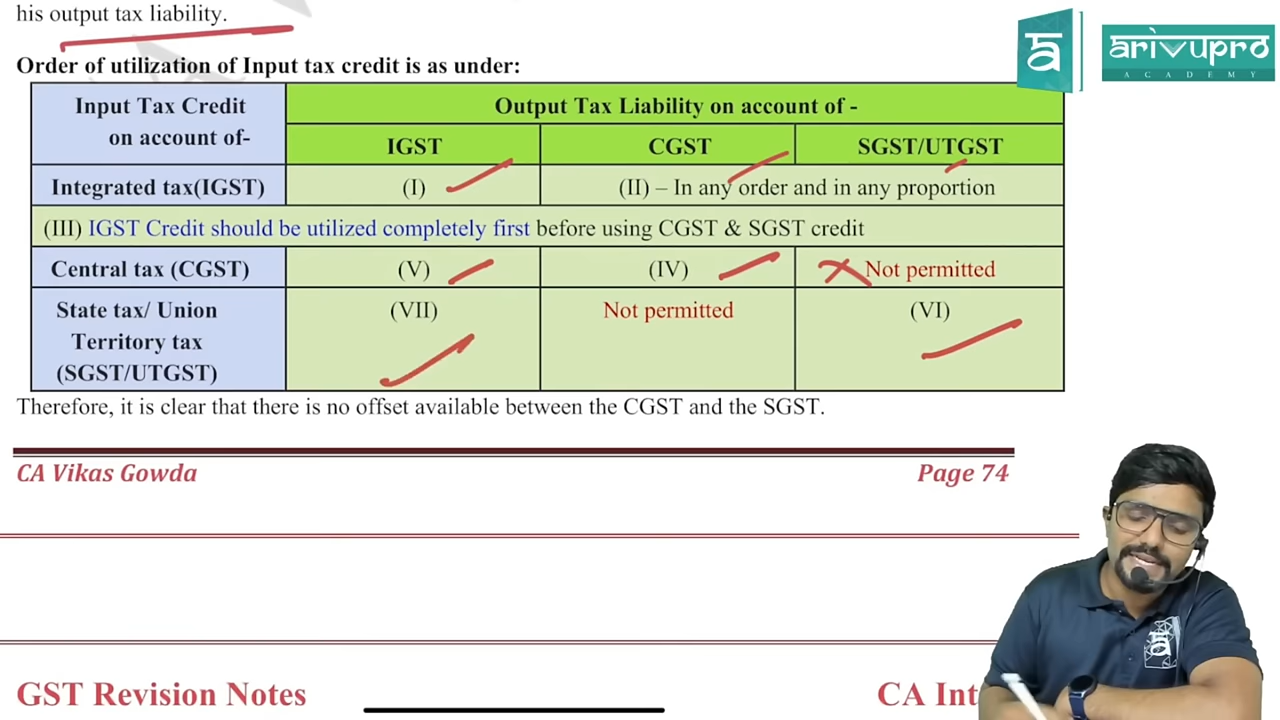 his output tax liability.
Order of utilization of Input tax credit is as under:
Input Tax Credit on account of-
Output Tax Liability on account of -
IGST
CGST
SGST/UTGST
Integrated tax(IGST)
(I)
(II) – In any order and in any proportion
(III) IGST Credit should be utilized completely first before using CGST & SGST credit
Central tax (CGST)
(V)
(IV)
Not permitted
State tax/ Union
Territory tax
(SGST/UTGST)
(VII)
Not permitted
(VI)
Therefore, it is clear that there is no offset available between the CGST and the SGST.
CA Vikas Gowda
Page 74
GST Revision Notes
CA Int
ārivupro
ACADEMY